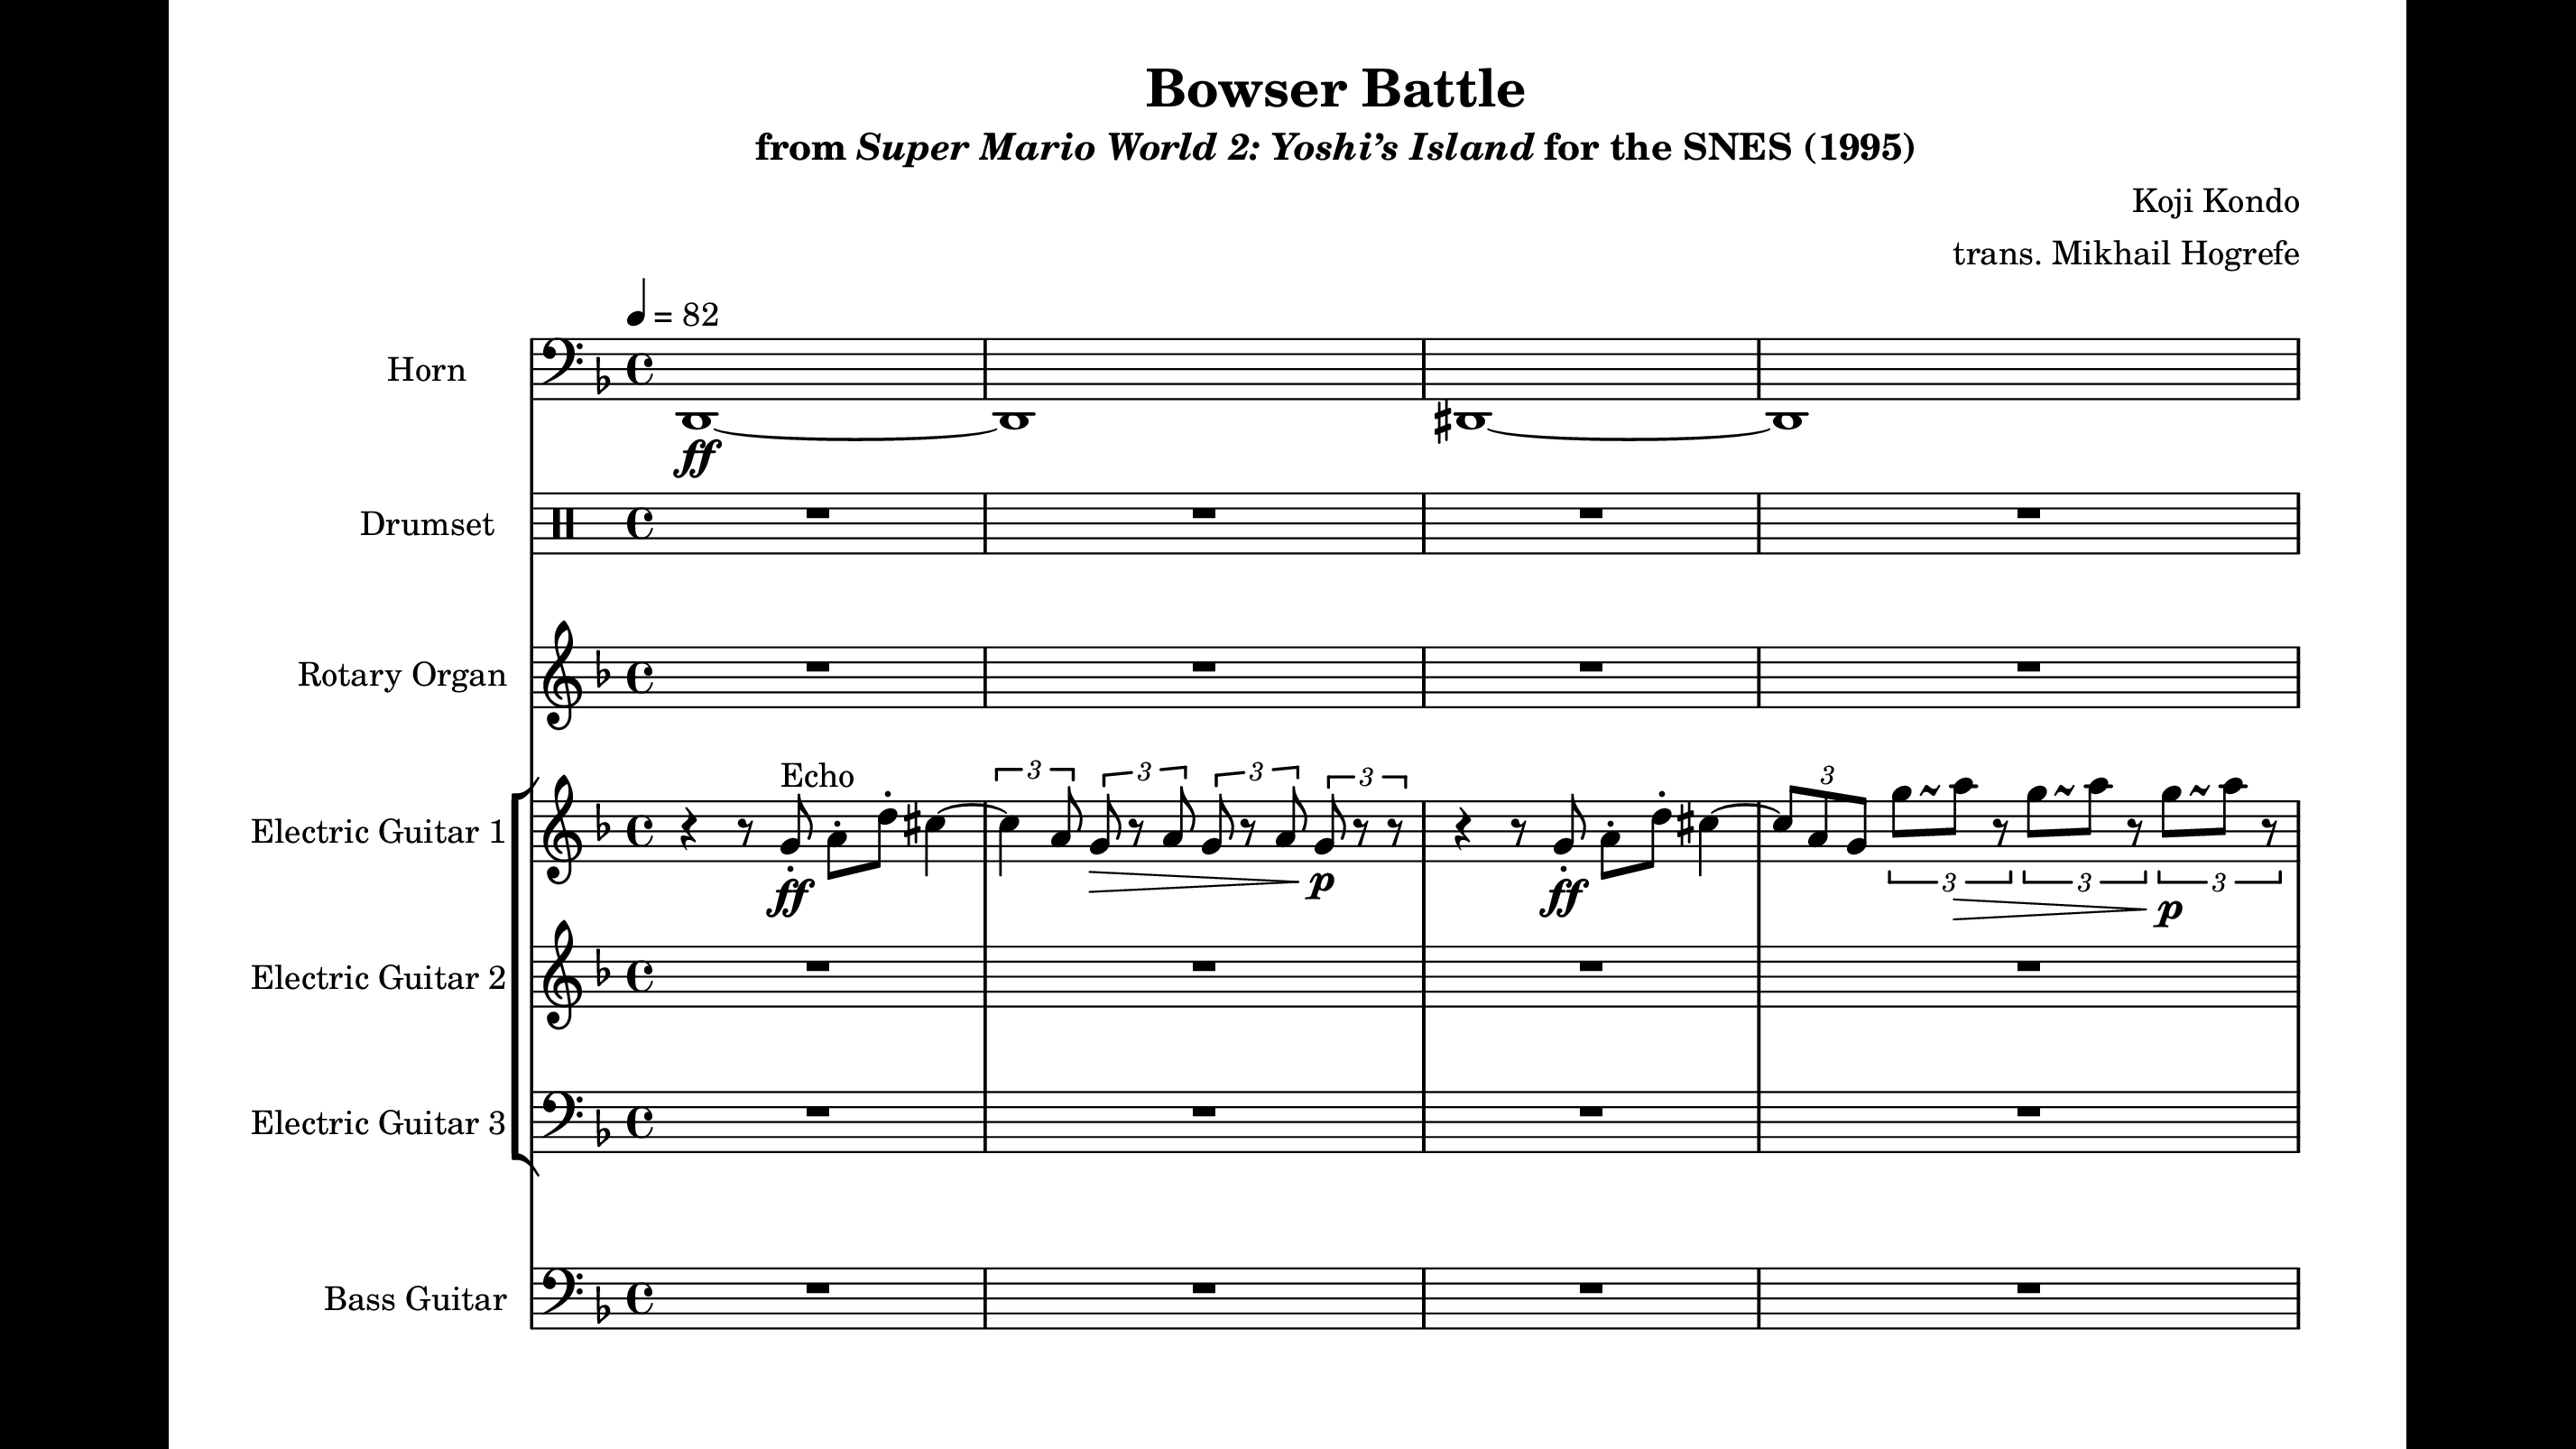 Bowser Battle
from Super Mario World 2: Yoshi’s Island for the SNES (1995)
Koji Kondo
trans. Mikhail Hogrefe
= 82
Horn
ff
Drumset
Rotary Organ
Echo
3 3 3 3 3
Electric Guitar 1
3 3 3
ff p ff p
Electric Guitar 2
Electric Guitar 3
Bass Guitar